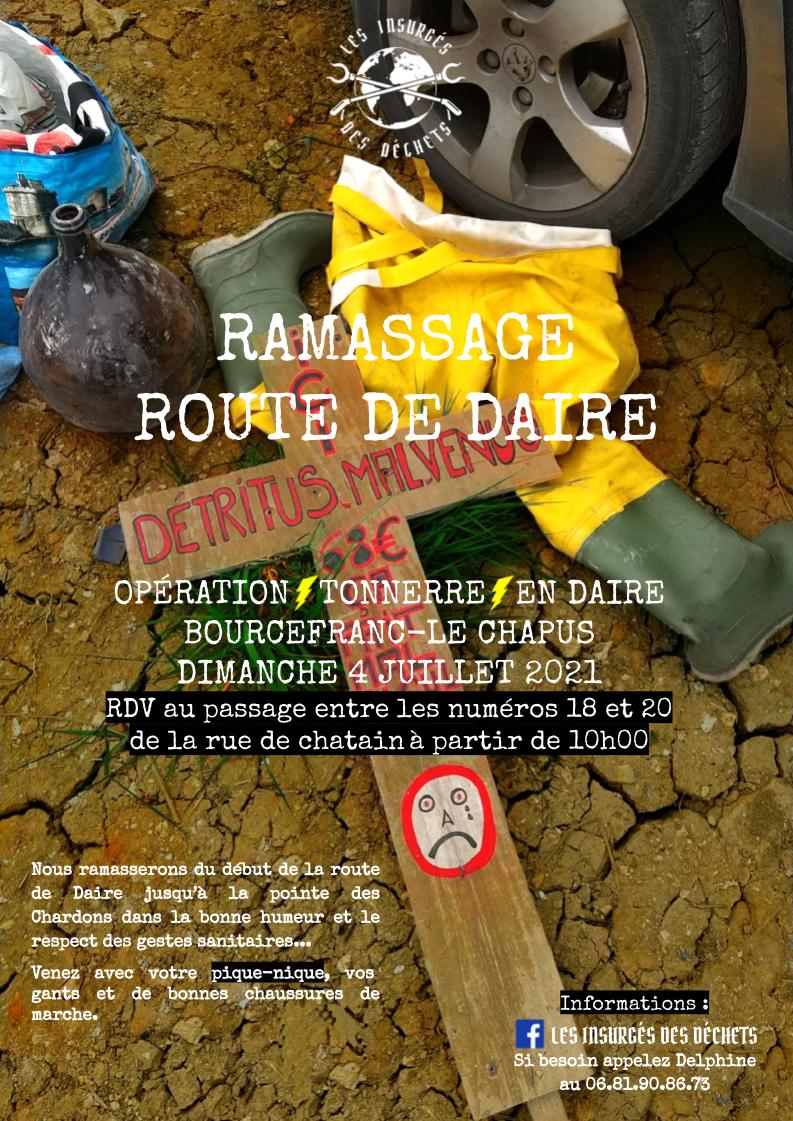 LES INSURGÉS
DES DÉCHETS
RAMASSAGE
ROUTE DE DAIRE
ICI
DÉTRITUS MALVENUS
68€
OPÉRATION⚡TONNERRE⚡EN DAIRE
BOURCEFRANC-LE CHAPUS
DIMANCHE 4 JUILLET 2021
RDV au passage entre les numéros 18 et 20
de la rue de chatain à partir de 10h00
Nous ramasserons du début de la route
de Daire jusqu'à la pointe des
Chardons dans la bonne humeur et le
respect des gestes sanitaires...
Venez avec votre pique-nique, vos
gants et de bonnes chaussures de
marche.
Informations :
LES INSURGÉS DES DÉCHETS
Si besoin appelez Delphine
au 06.81.90.86.73